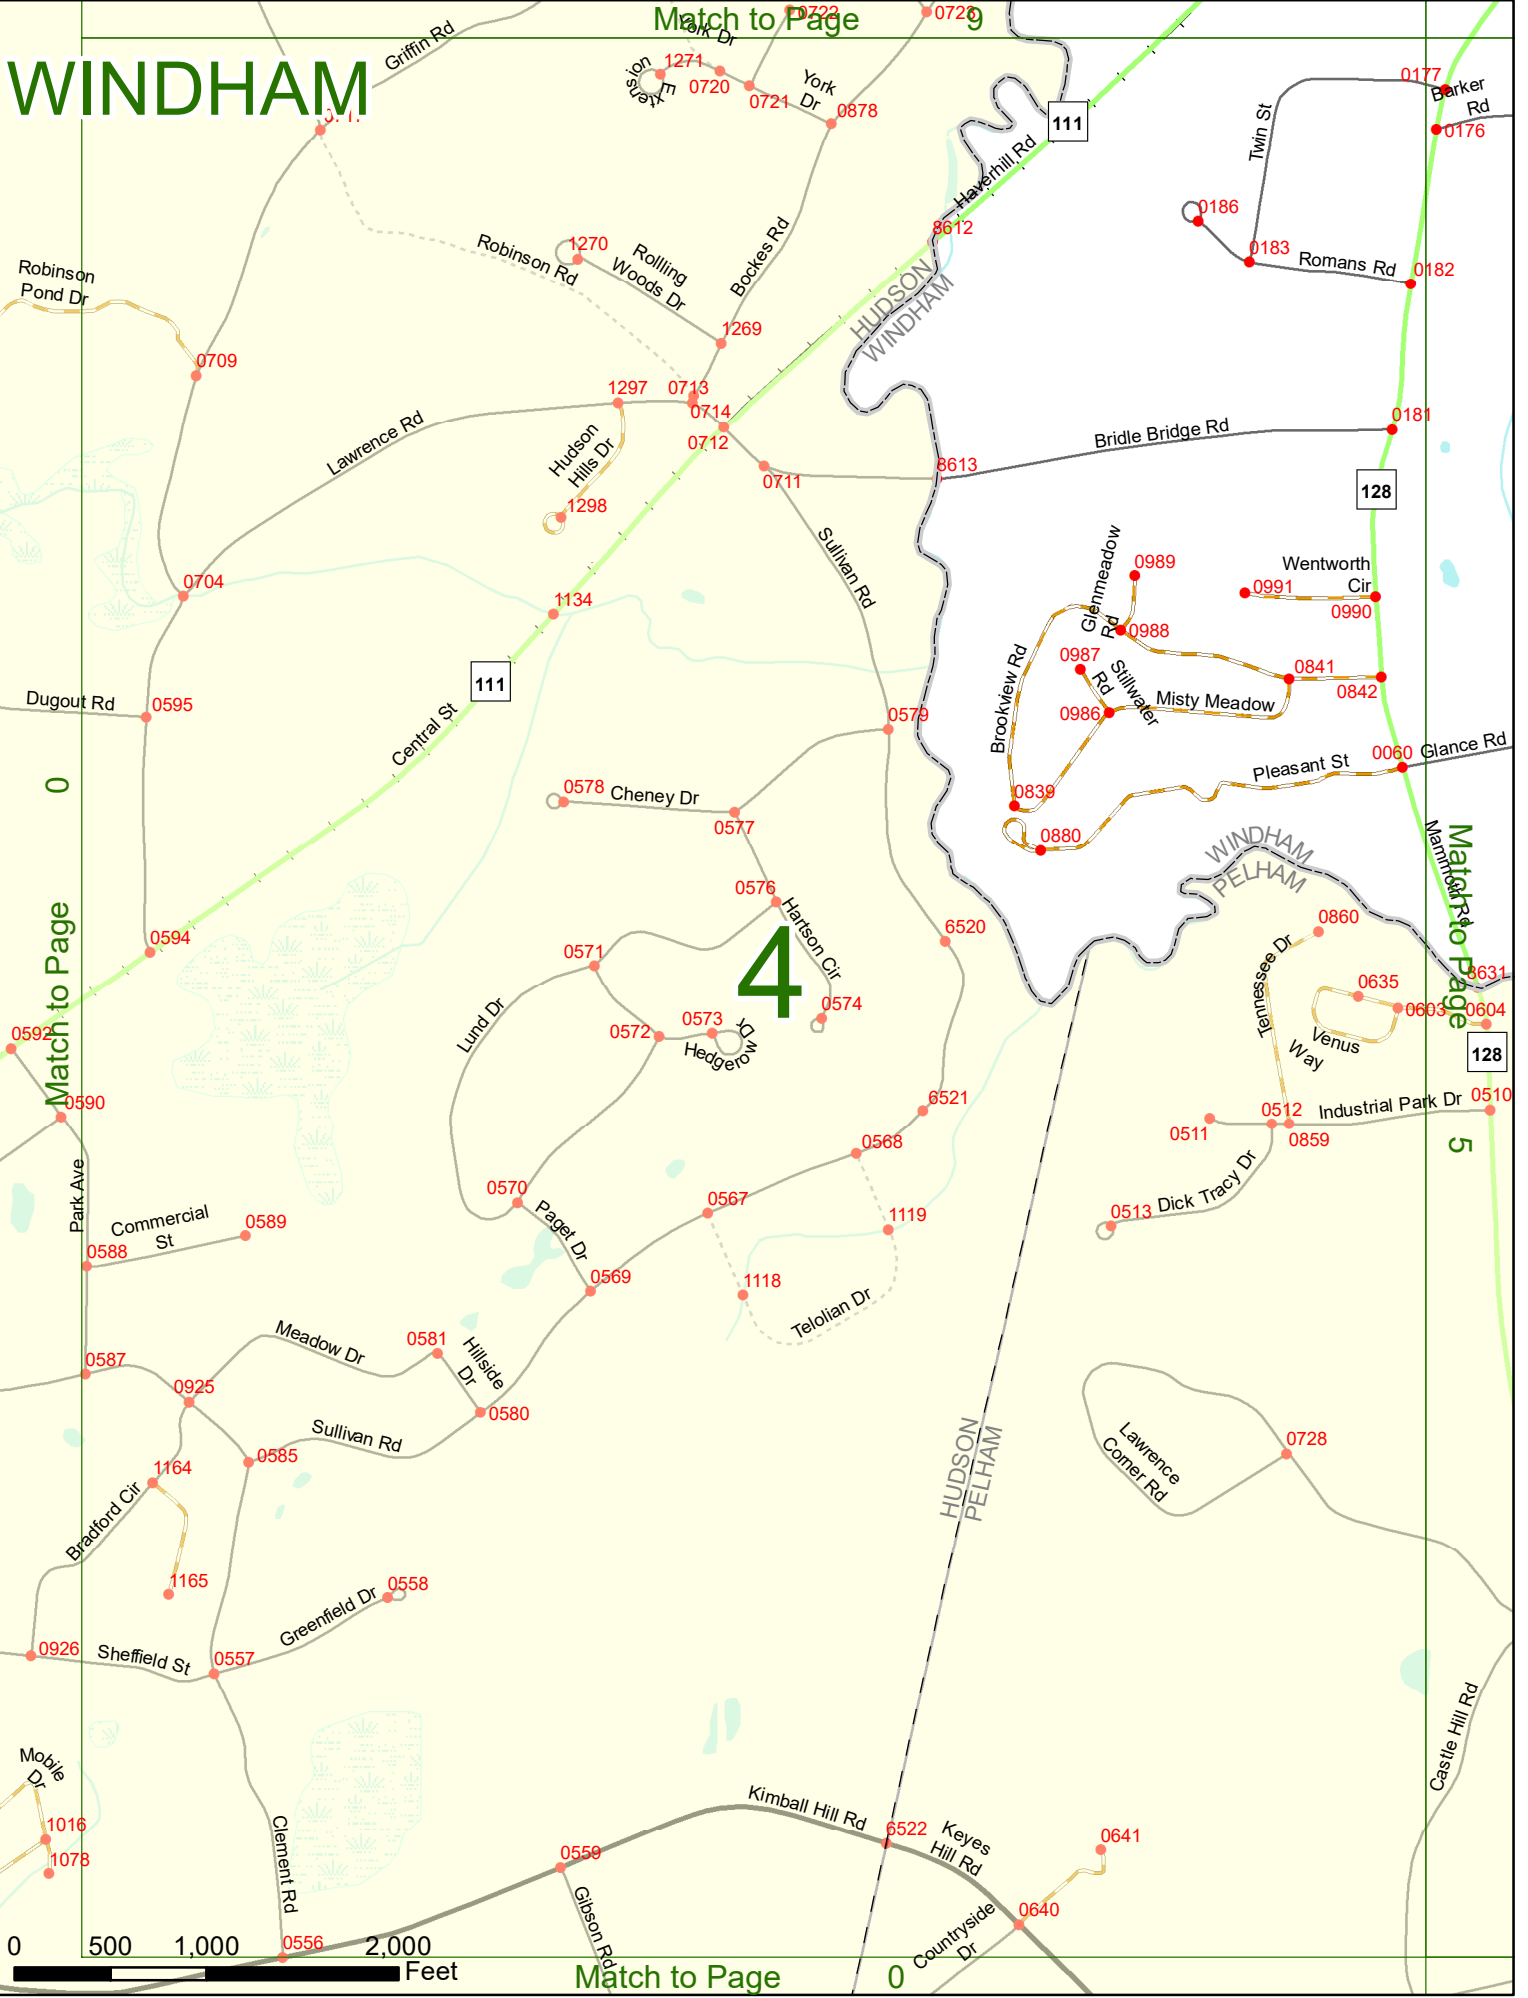 Match to Page 9
WINDHAM
Griffin Rd
York Dr
0722
0723
1271
0720
0721
York
Dr
0878
Extension
111
Haverhill Rd
8612
0177
Barker
Rd
0176
Twin St
0186
0183
Romans Rd
0182
Robinson
Pond Dr
0709
Robinson Rd
1270
Rollling
Woods Dr
Bockes Rd
1269
HUDSON
WINDHAM
1297
0713
0714
0712
0711
Lawrence Rd
Hudson
Hills Dr
1298
8613
Bridle Bridge Rd
0181
128
Sullivan Rd
0704
1134
111
Central St
Dugout Rd
0595
Glenmeadow
Rd
0989
0988
Wentworth
Cir
0991
0990
0987
Stillwater
Rd
0986
Misty Meadow
0841
0842
Brookview Rd
0839
0880
Pleasant St
0060
Glance Rd
Mammoth Rd
0579
0578
Cheney Dr
0577
0576
Hartson Cir
0574
4
WINDHAM
PELHAM
0
Match to Page
Match to Page
5
0594
0592
0590
0571
Lund Dr
0572
0573
Hedgerow
Dr
6520
6521
0568
0860
Tennessee Dr
0635
0603
0604
8631
Venus
Way
128
0510
Industrial Park Dr
0512
0859
0511
Dick Tracy Dr
0513
Park Ave
Commercial
St
0589
0588
0570
Paget Dr
0569
0567
1119
1118
Telolian Dr
0587
0925
Meadow Dr
0581
Hillside
Dr
0580
Sullivan Rd
0585
1164
Bradford Cir
1165
HUDSON
PELHAM
Lawrence
Corner Rd
0728
0558
Greenfield Dr
0926
Sheffield St
0557
Mobile
Dr
1016
1078
Clement Rd
0559
Gibson Rd
Kimball Hill Rd
6522
Keyes
Hill Rd
0641
0640
Countryside
Dr
Castle Hill Rd
0556
0 500 1,000 2,000
Feet
Match to Page 0